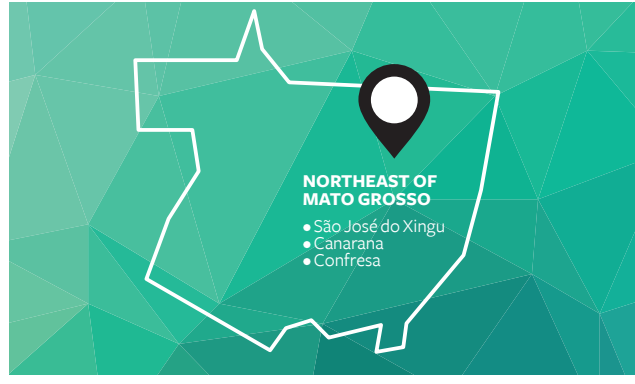 NORTHEAST OF
MATO GROSSO
• São José do Xingu
• Canarana
• Confresa